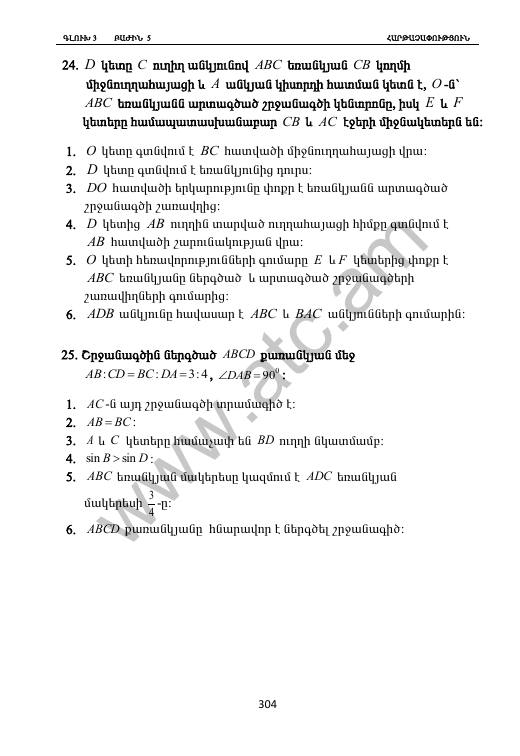 ԳԼՈՒԽ 3 ԲԱԺԻՆ 5 ՀԱՐԹԱՉԱՓՈՒԹՅՈՒՆ
24. D կետը C ուղիղ անկյունով ABC եռանկյան CB կողմի
միջնուղղահայացի և A անկյան կիսորդի հատման կետն է, O -ն՝
ABC եռանկյանն արտագծած շրջանագծի կենտրոնը, իսկ E և F
կետերը համապատասխանաբար CB և AC էջերի միջնակետերն են:
1. O կետը գտնվում է BC հատվածի միջնուղղահայացի վրա:
2. D կետը գտնվում է եռանկյունից դուրս:
3. DO հատվածի երկարությունը փոքր է եռանկյանն արտագծած
շրջանագծի շառավղից:
4. D կետից AB ուղղին տարված ուղղահայացի հիմքը գտնվում է
AB հատվածի շարունակության վրա:
5. O կետի հեռավորությունների գումարը E և F կետերից փոքր է
ABC եռանկյանը ներգծած և արտագծած շրջանագծերի
շառավիղների գումարից:
6. ADB անկյունը հավասար է ABC և BAC անկյունների գումարին:
25. Շրջանագծին ներգծած ABCD քառանկյան մեջ
AB:CD=BC:DA=3:4, ∠DAB=90⁰ :
1. AC-ն այդ շրջանագծի տրամագիծ է:
2. AB=BC:
3. A և C կետերը համաչափ են BD ուղղի նկատմամբ:
4. sin B>sin D:
5. ABC եռանկյան մակերեսը կազմում է ADC եռանկյան
մակերեսի 3/4-ը:
6. ABCD քառանկյանը հնարավոր է ներգծել շրջանագիծ:
www.atc.am
304